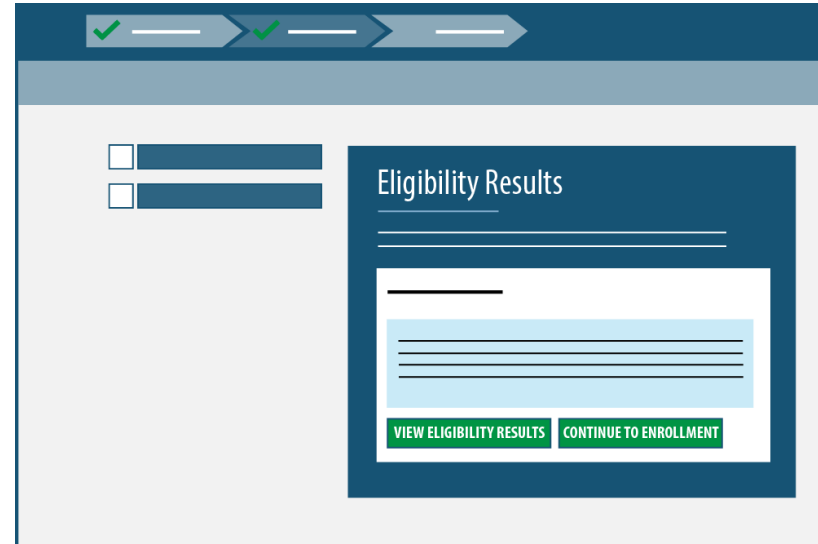 Eligibility Results
VIEW ELIGIBILITY RESULTS
CONTINUE TO ENROLLMENT